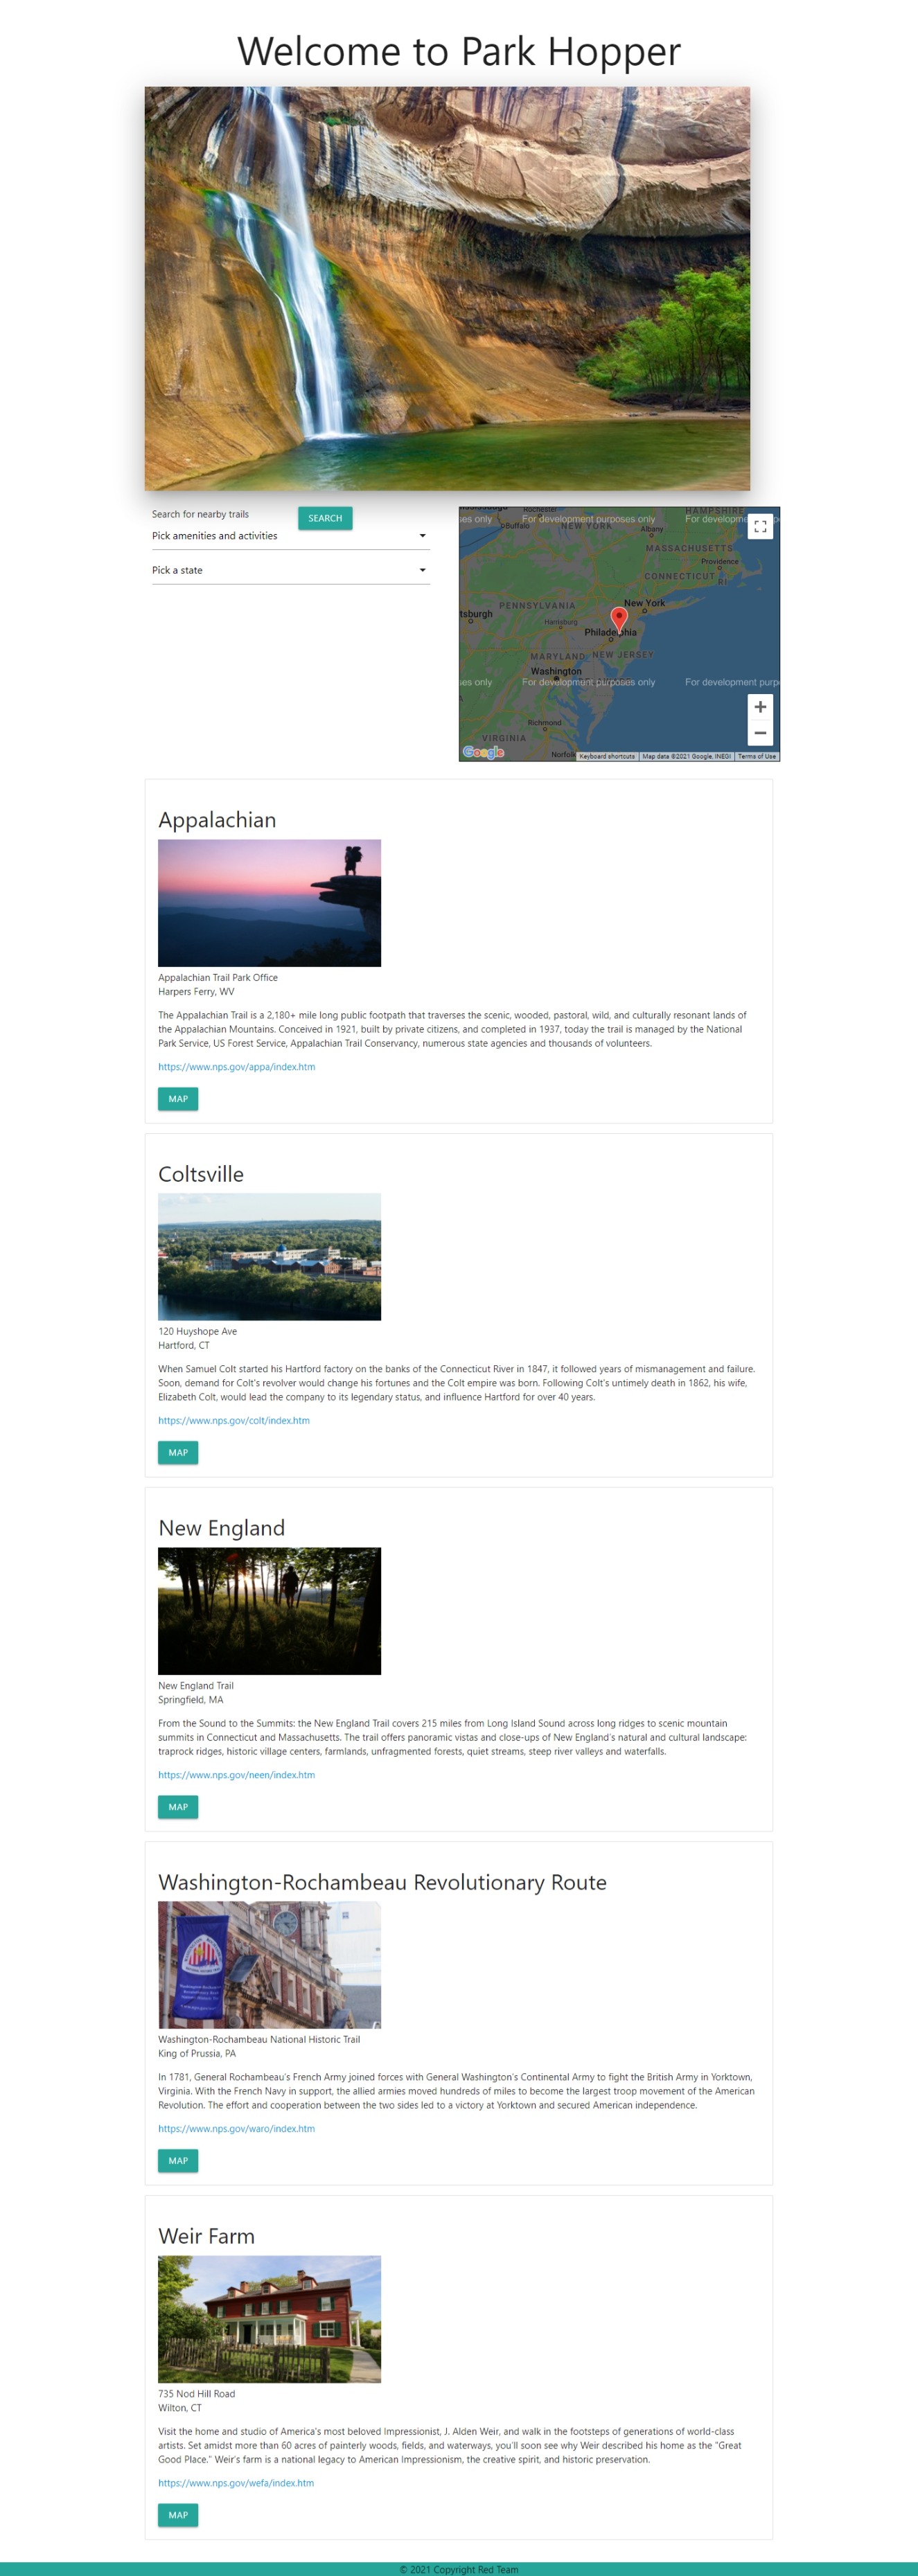 Welcome to Park Hopper
Search for nearby trails
SEARCH
Pick amenities and activities
Pick a state
Rochester
HAMPSHIRE
es only
For development purposes only
For developme
Buffalo
NEW YORK
Albany
MASSACHUSETTS
Providence
CONNECTICUT
RI
PENNSYLVANIA
New York
tsburgh
Harrisburg
Philadelphia
MARYLAND
NEW JERSEY
Washington
es only
For development purposes only
For development purp
Richmond
VIRGINIA
Norfolk
Google
Keyboard shortcuts
Map data ©2021 Google, INEGI
Terms of Use
Appalachian
Appalachian Trail Park Office
Harpers Ferry, WV
The Appalachian Trail is a 2,180+ mile long public footpath that traverses the scenic, wooded, pastoral, wild, and culturally resonant lands of
the Appalachian Mountains. Conceived in 1921, built by private citizens, and completed in 1937, today the trail is managed by the National
Park Service, US Forest Service, Appalachian Trail Conservancy, numerous state agencies and thousands of volunteers.
https://www.nps.gov/appa/index.htm
MAP
Coltsville
120 Huyshope Ave
Hartford, CT
When Samuel Colt started his Hartford factory on the banks of the Connecticut River in 1847, it followed years of mismanagement and failure.
Soon, demand for Colt's revolver would change his fortunes and the Colt empire was born. Following Colt's untimely death in 1862, his wife,
Elizabeth Colt, would lead the company to its legendary status, and influence Hartford for over 40 years.
https://www.nps.gov/colt/index.htm
MAP
New England
New England Trail
Springfield, MA
From the Sound to the Summits: the New England Trail covers 215 miles from Long Island Sound across long ridges to scenic mountain
summits in Connecticut and Massachusetts. The trail offers panoramic vistas and close-ups of New England's natural and cultural landscape:
traprock ridges, historic village centers, farmlands, unfragmented forests, quiet streams, steep river valleys and waterfalls.
https://www.nps.gov/neen/index.htm
MAP
Washington-Rochambeau Revolutionary Route
Washington-Rochambeau National Historic Trail
King of Prussia, PA
In 1781, General Rochambeau's French Army joined forces with General Washington's Continental Army to fight the British Army in Yorktown,
Virginia. With the French Navy in support, the allied armies moved hundreds of miles to become the largest troop movement of the American
Revolution. The effort and cooperation between the two sides led to a victory at Yorktown and secured American independence.
https://www.nps.gov/waro/index.htm
MAP
Weir Farm
735 Nod Hill Road
Wilton, CT
Visit the home and studio of America's most beloved Impressionist, J. Alden Weir, and walk in the footsteps of generations of world-class
artists. Set amidst more than 60 acres of painterly woods, fields, and waterways, you'll soon see why Weir described his home as the "Great
Good Place." Weir's farm is a national legacy to American Impressionism, the creative spirit, and historic preservation.
https://www.nps.gov/wefa/index.htm
MAP
© 2021 Copyright Red Team